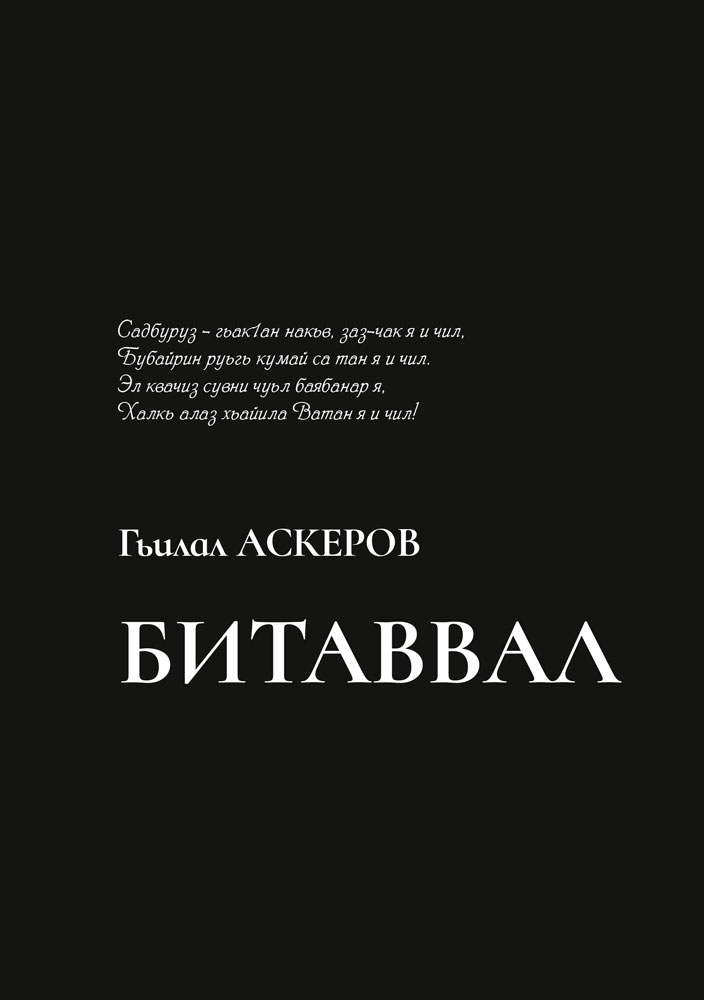 Садбуруз – гьакӏан накьв, заз–чак я и чил,
Бубайрин руьгь кумай са тан я и чил.
Эл квачиз сувни чуьл баябанар я,
Халкь алаз хьайила Ватан я и чил!
Гьилал АСКЕРОВ
БИТАВВАЛ